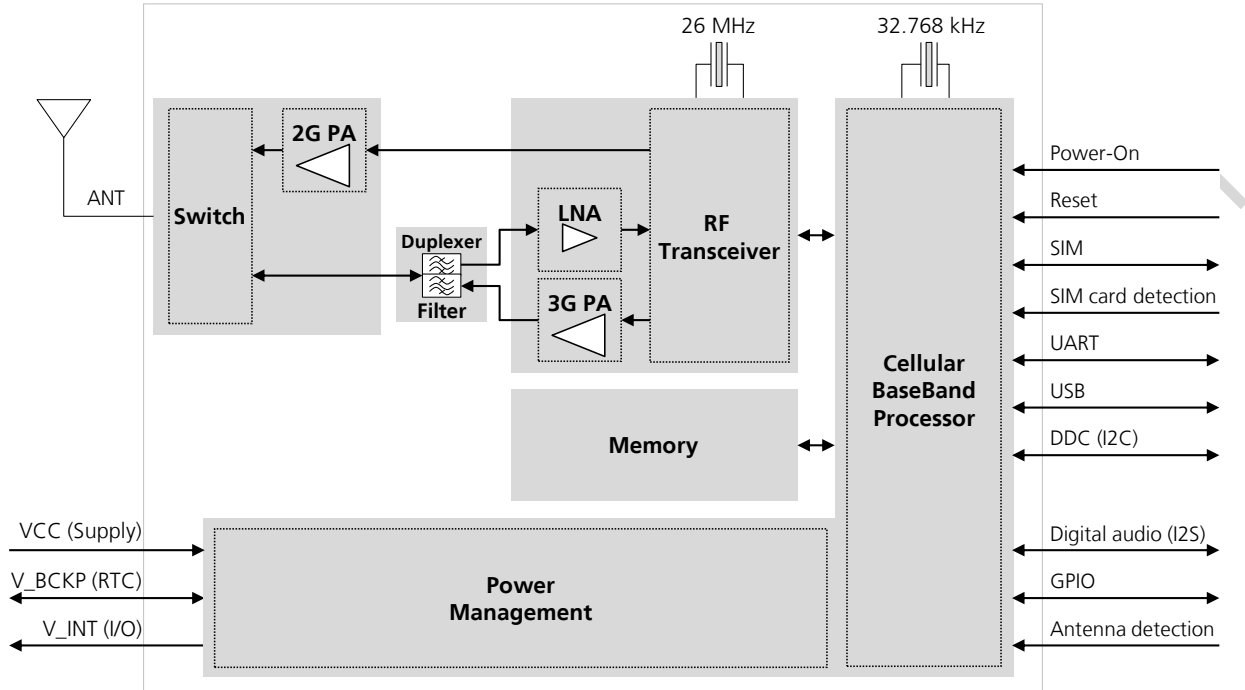 26 MHz
32.768 kHz
2G PA
ANT
Switch
LNA
RF
Transceiver
Duplexer
Filter
3G PA
Memory
Cellular
BaseBand
Processor
Power-On
Reset
SIM
SIM card detection
UART
USB
DDC (I2C)
Digital audio (I2S)
GPIO
Antenna detection
VCC (Supply)
V_BCKP (RTC)
V_INT (I/O)
Power
Management